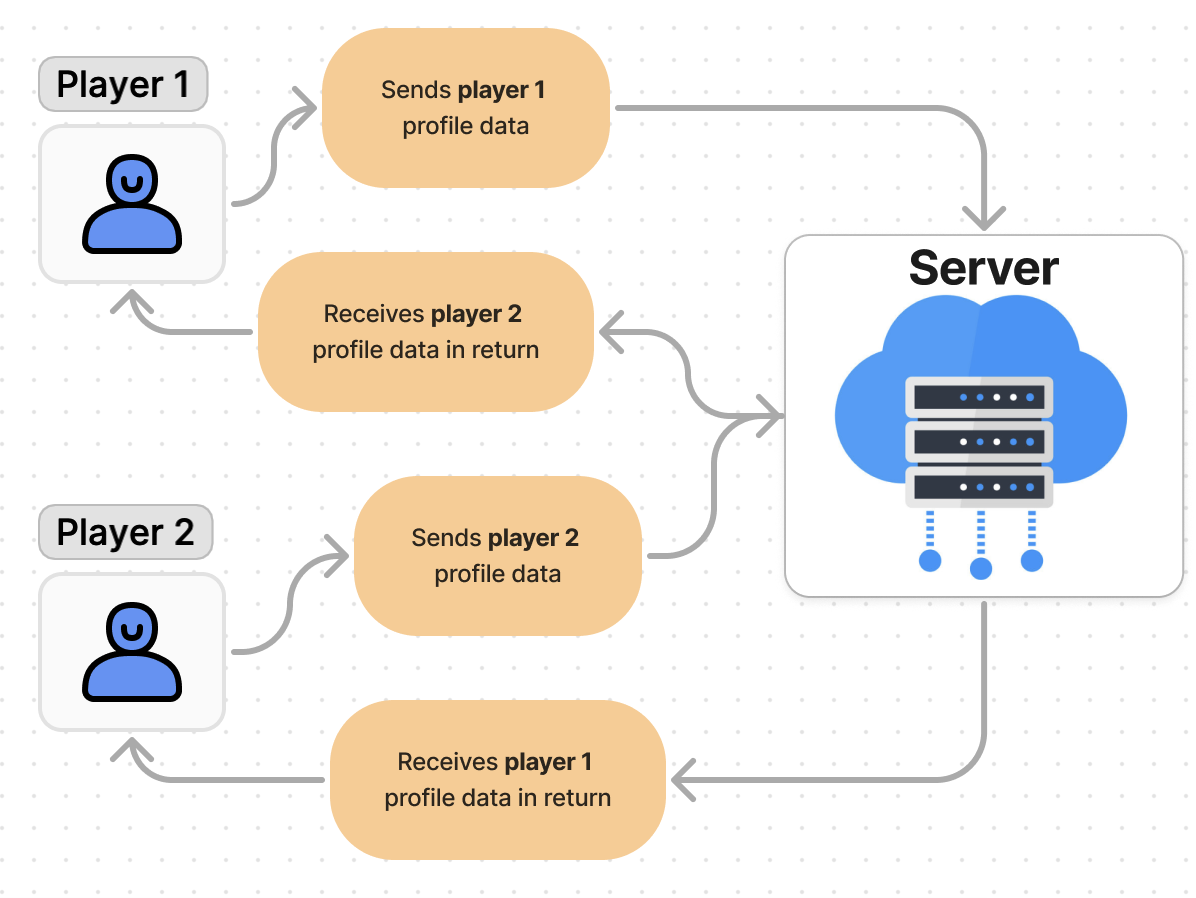 Player 1
Sends player 1
profile data
Server
Receives player 2
profile data in return
Player 2
Sends player 2
profile data
Receives player 1
profile data in return